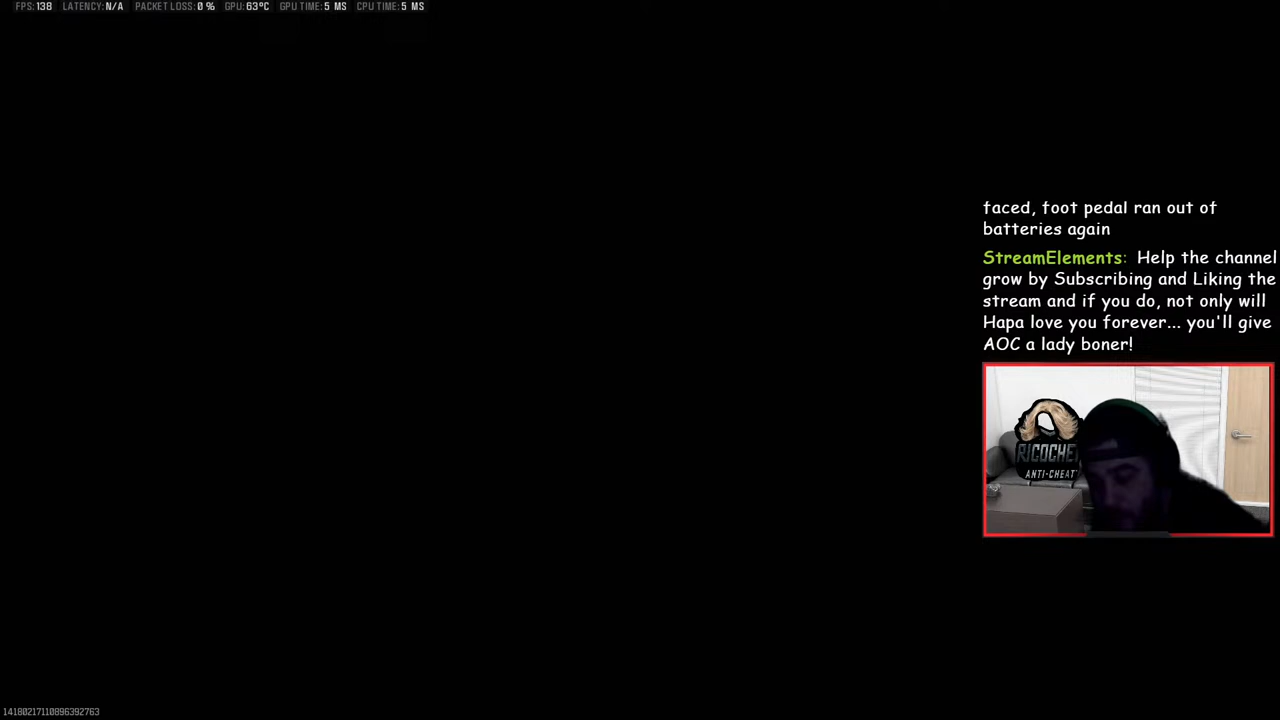 FPS: 138 LATENCY: N/A PACKET LOSS: 0 % GPU: 63°C GPU TIME: 5 MS CPU TIME: 5 MS
faced, foot pedal ran out of
batteries again
StreamElements: Help the channel
grow by Subscribing and Liking the
stream and if you do, not only will
Hapa love you forever... you'll give
AOC a lady boner!
RICOCHET
ANTI-CHEAT
14180217110896392763